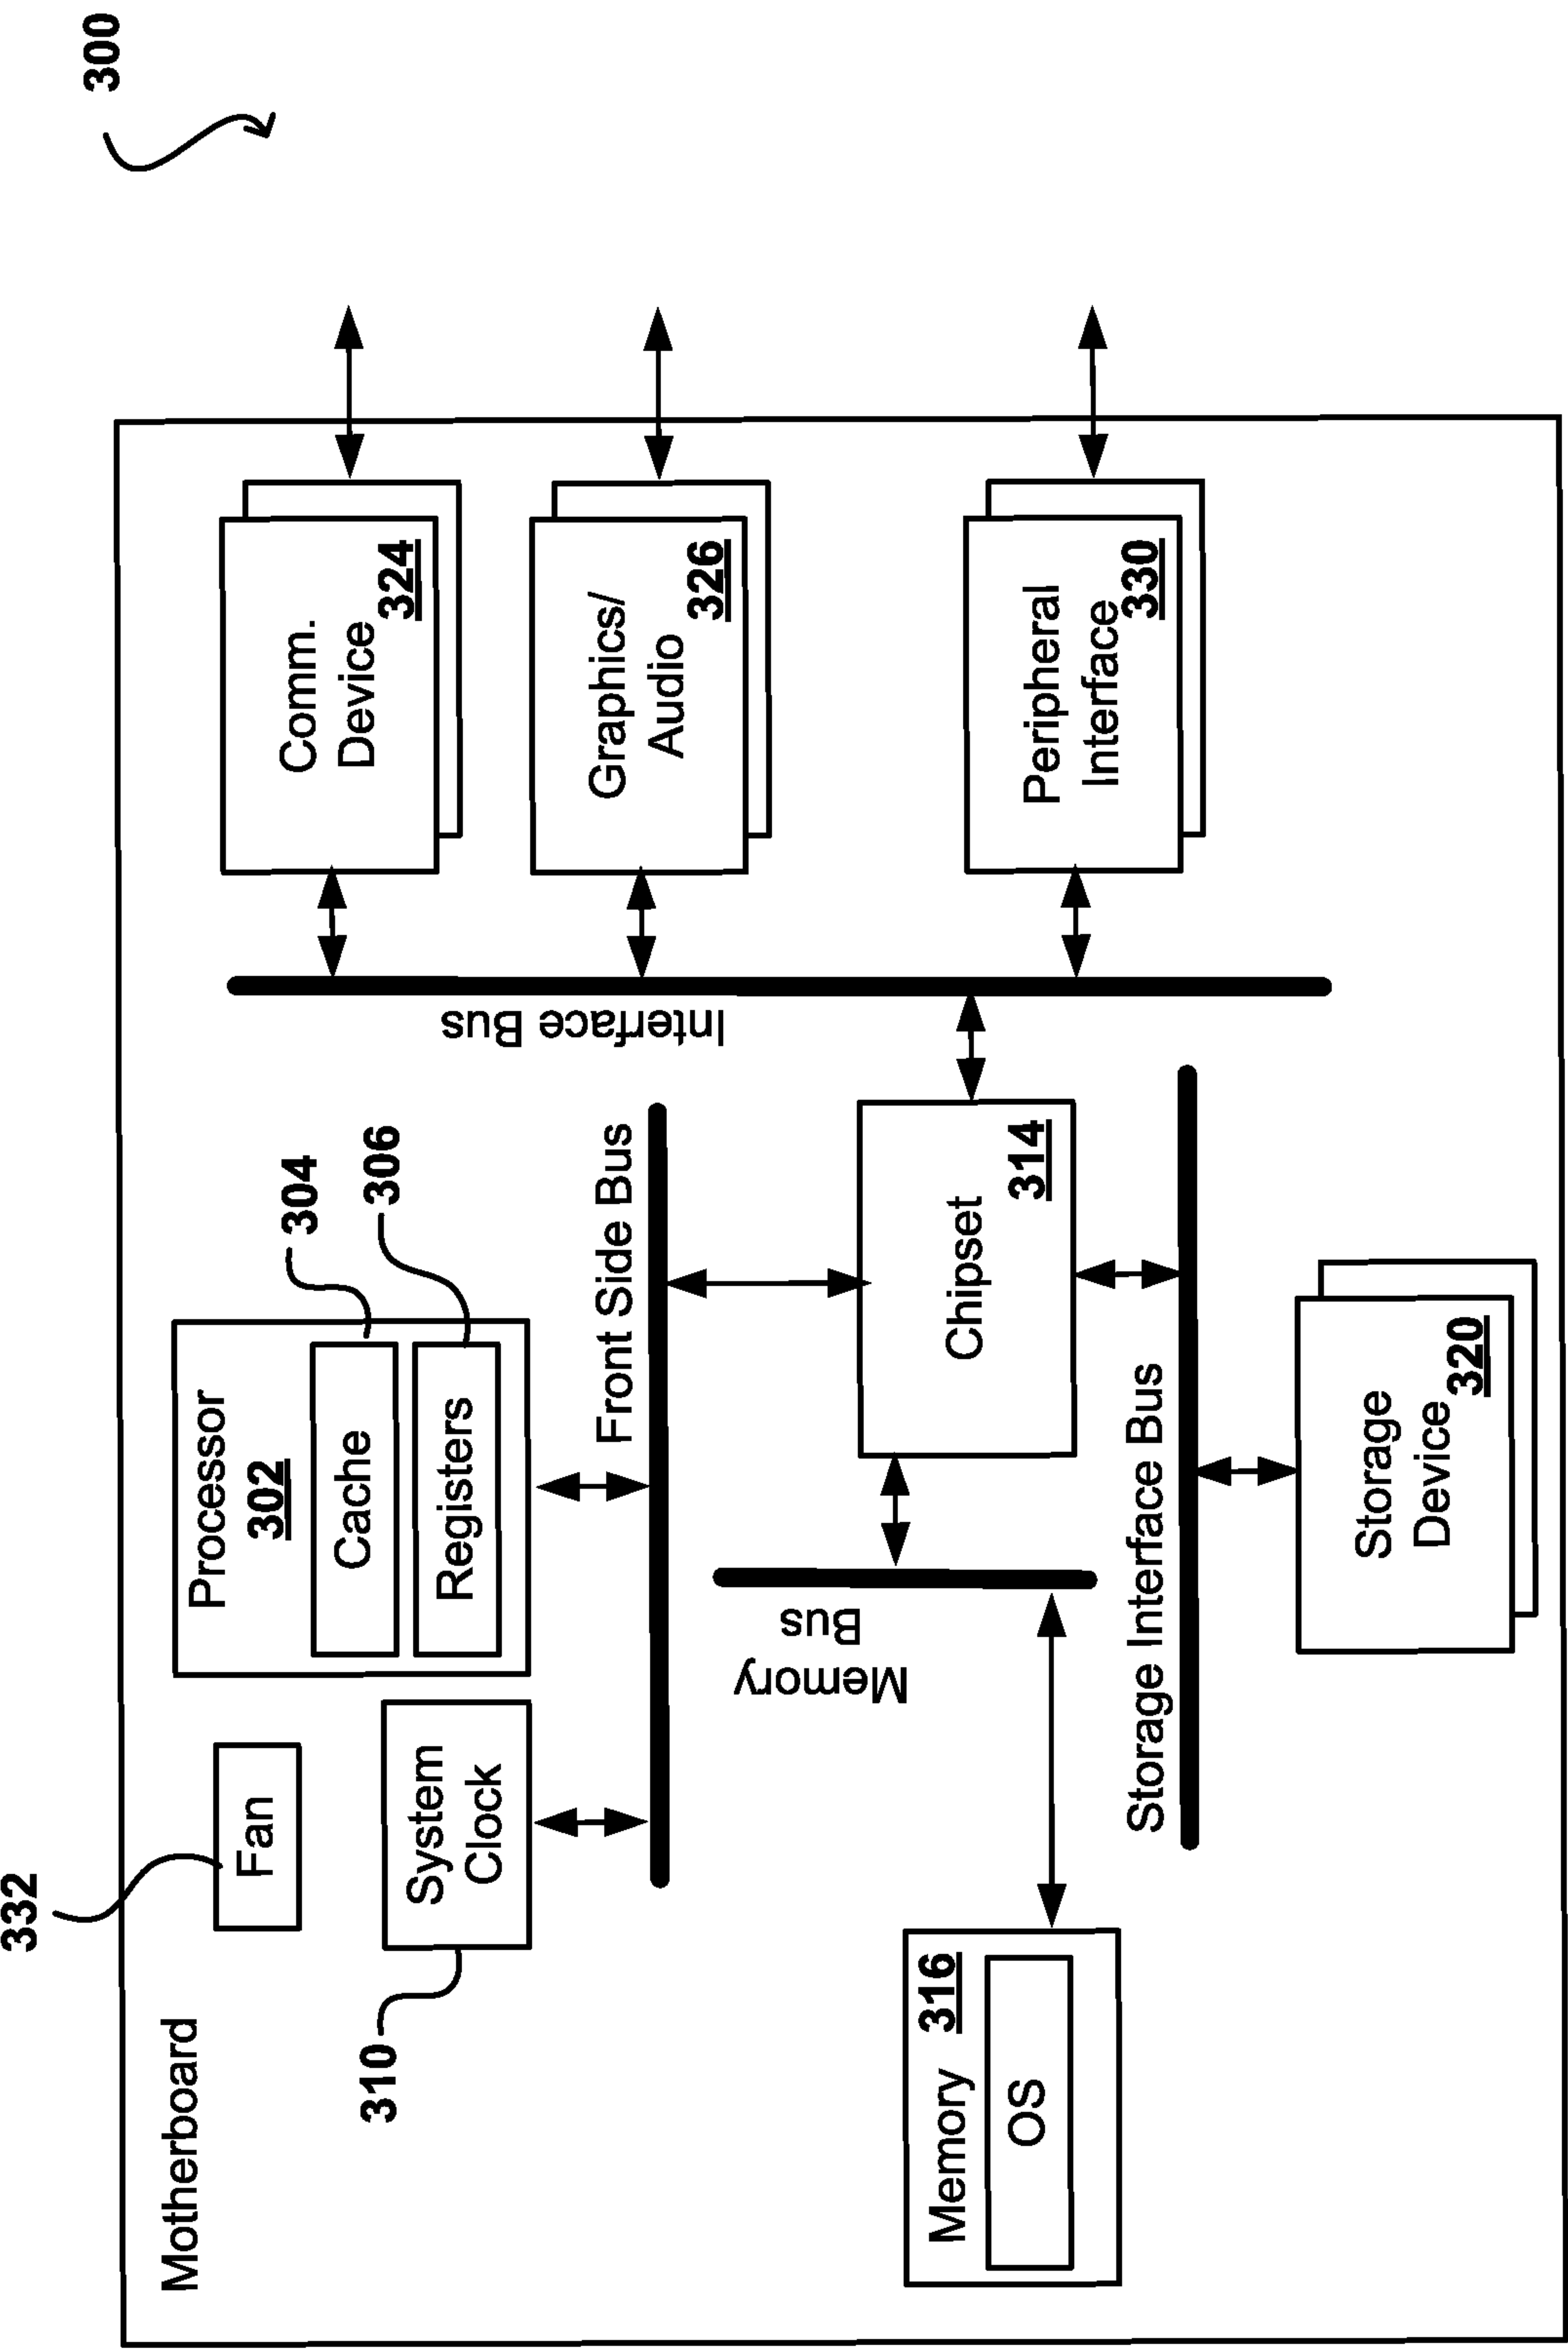 300
332
Motherboard
Fan
Processor
302
Cache
Registers
304
306
310
System
Clock
Front Side Bus
Comm.
Device
324
Graphics/
Audio
326
Interface Bus
Memory
Bus
Chipset
314
Peripheral
Interface
330
Memory
316
OS
Storage Interface Bus
Storage
Device
320